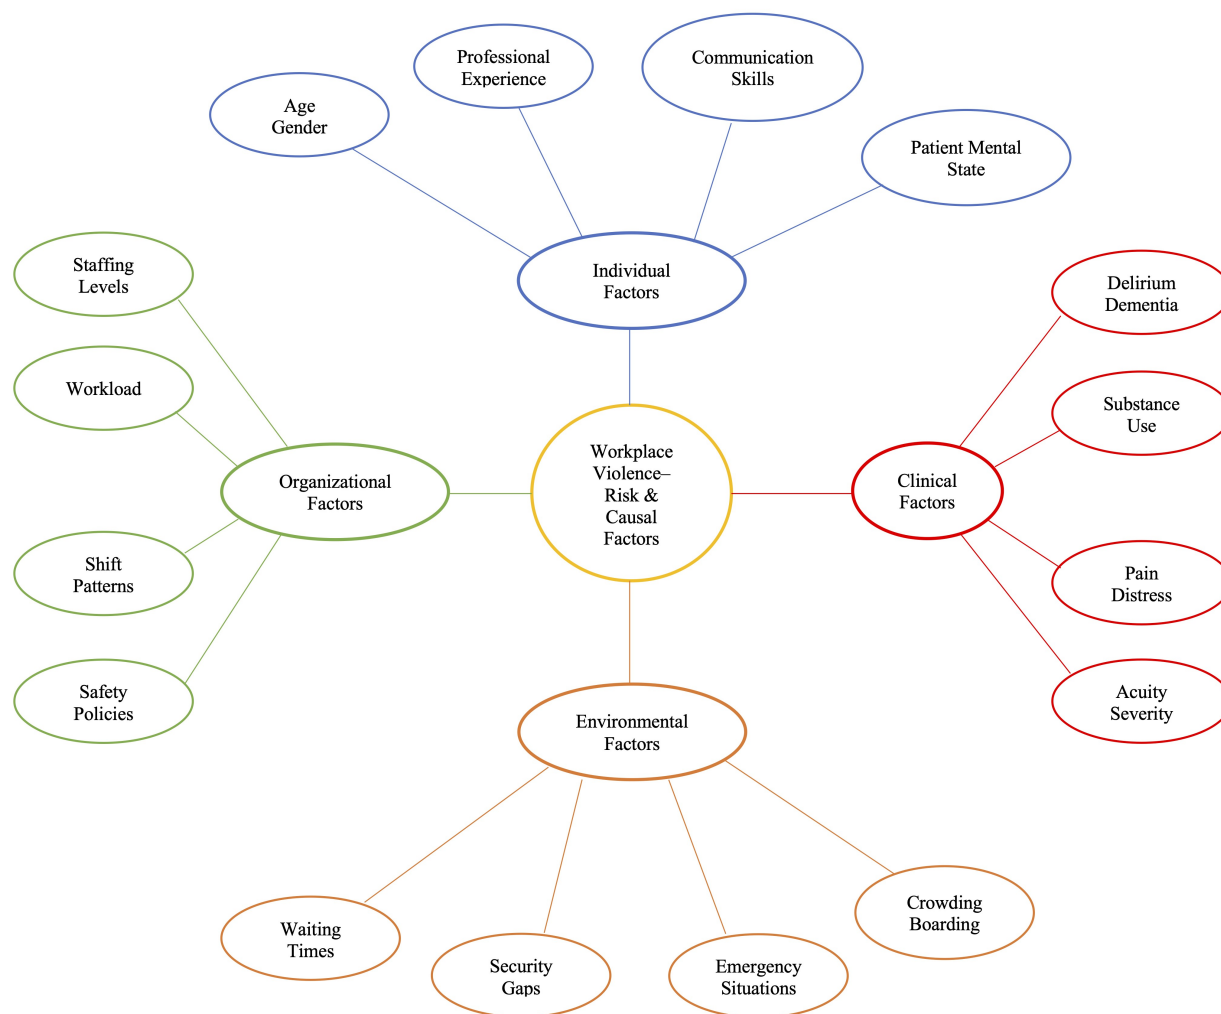 Professional
Experience
Communication
Skills
Age
Gender
Patient Mental
State
Individual
Factors
Staffing
Levels
Workload
Organizational
Factors
Shift
Patterns
Safety
Policies
Workplace
Violence–
Risk &
Causal
Factors
Clinical
Factors
Delirium
Dementia
Substance
Use
Pain
Distress
Acuity
Severity
Environmental
Factors
Waiting
Times
Security
Gaps
Emergency
Situations
Crowding
Boarding